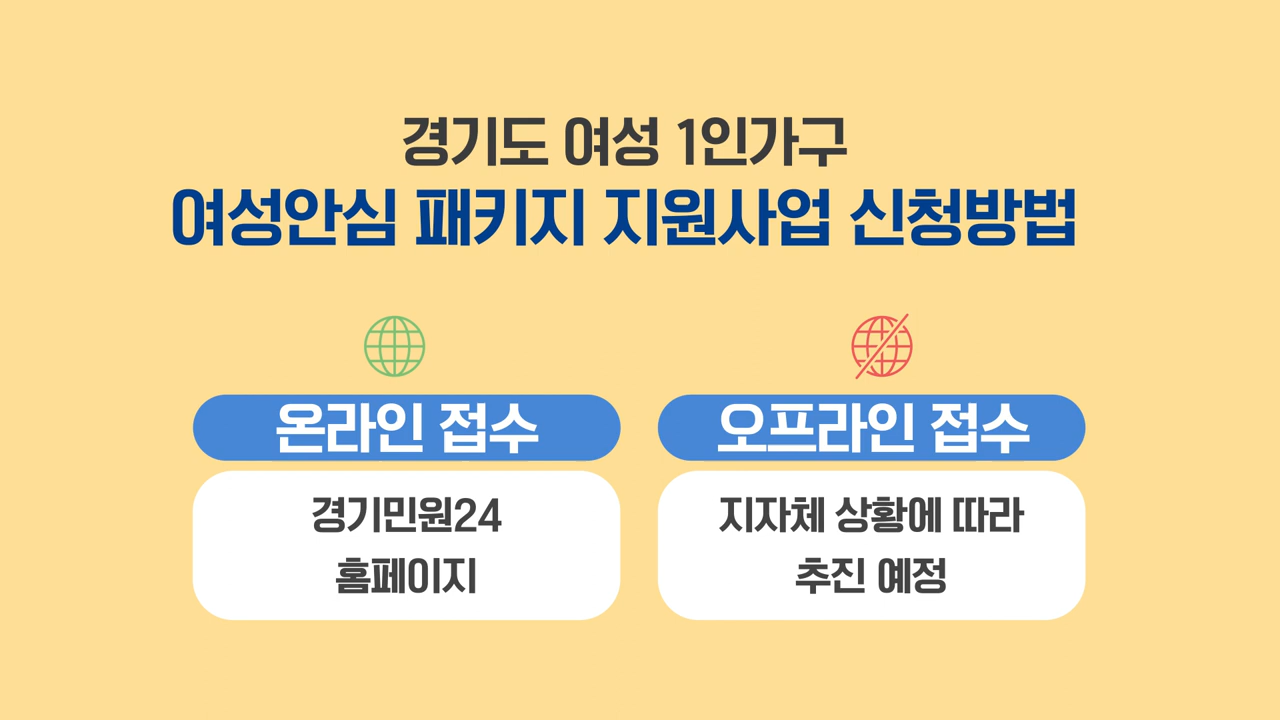 경기도 여성 1인가구
여성안심 패키지 지원사업 신청방법
온라인 접수
경기민원24
홈페이지
오프라인 접수
지자체 상황에 따라
추진 예정